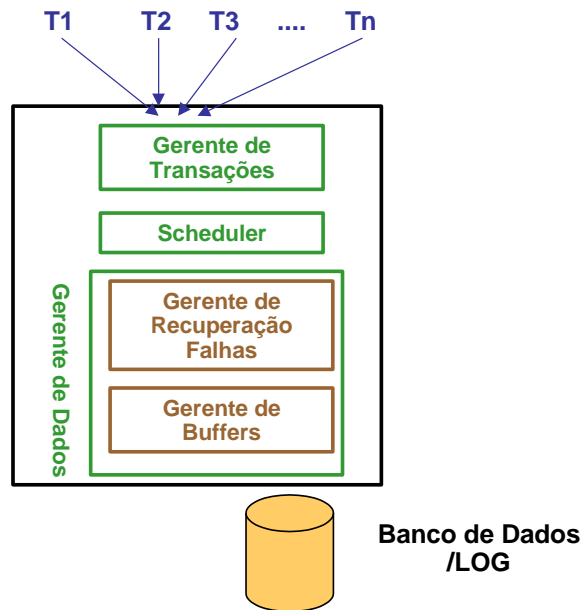 T1 T2 T3 .... Tn
Gerente de
Transações
Scheduler
Gerente de Dados
Gerente de
Recuperação
Falhas
Gerente de
Buffers
Banco de Dados
/LOG